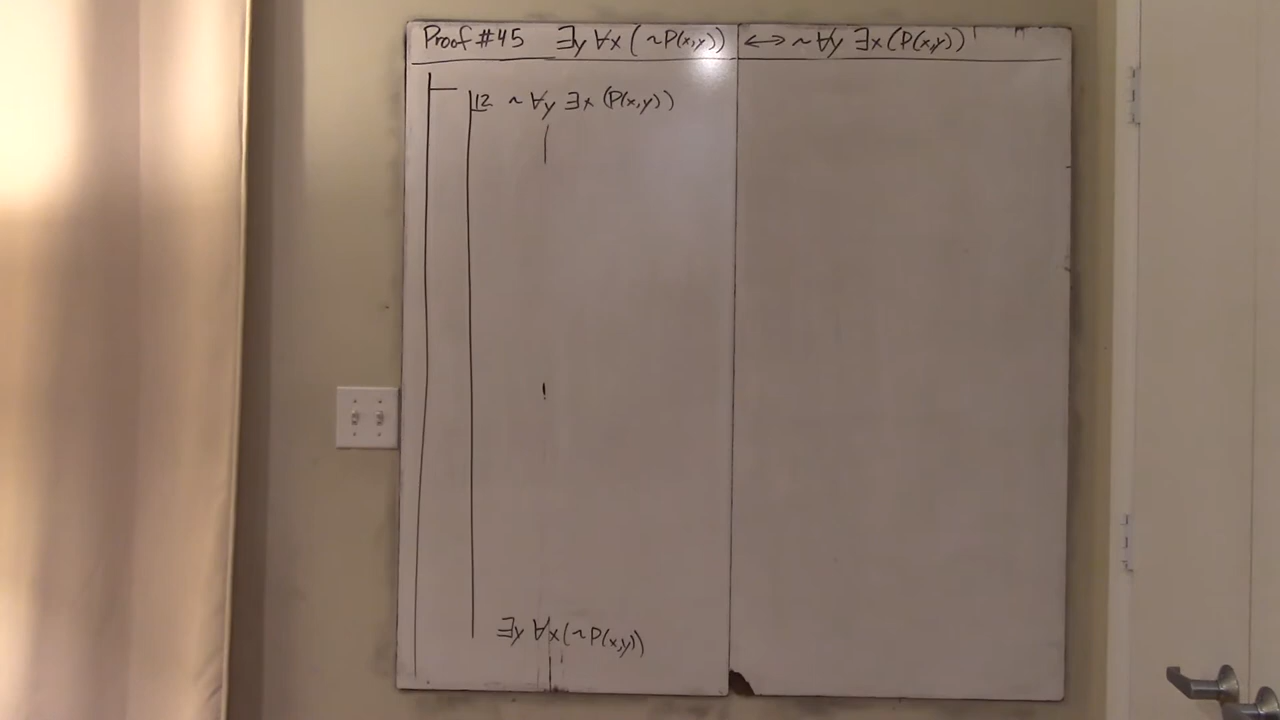 Proof #45 ∃y ∀x (~P(x,y)) ⟷ ~∀y ∃x(P(x,y))
12 ~∀y ∃x (P(x,y))
∃y ∀x(~P(x,y))